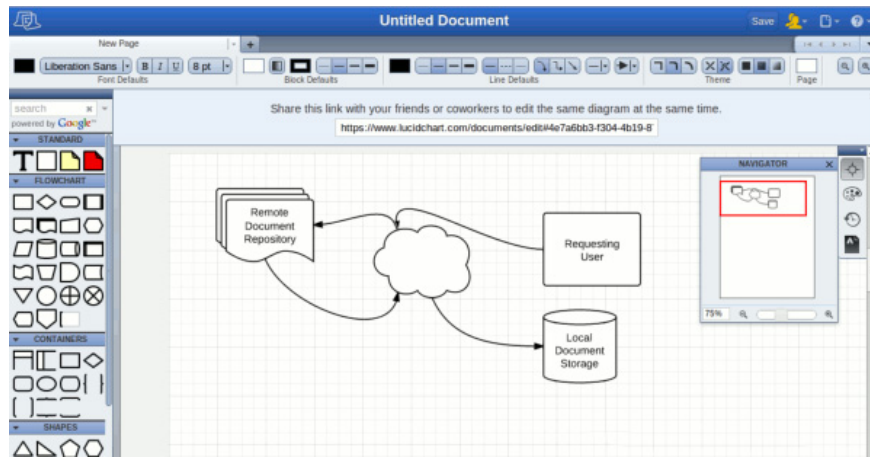 Untitled Document
Save
New Page
+
Liberation Sans
B I U
8 pt
Font Defaults
Block Defaults
Line Defaults
Theme
Page
search
powered by Google™
Share this link with your friends or coworkers to edit the same diagram at the same time.
https://www.lucidchart.com/documents/edit#4e7a6bb3-f304-4b19-8
STANDARD
T
FLOWCHART
CONTAINERS
SHAPES
Remote
Document
Repository
Requesting
User
Local
Document
Storage
NAVIGATOR
75%